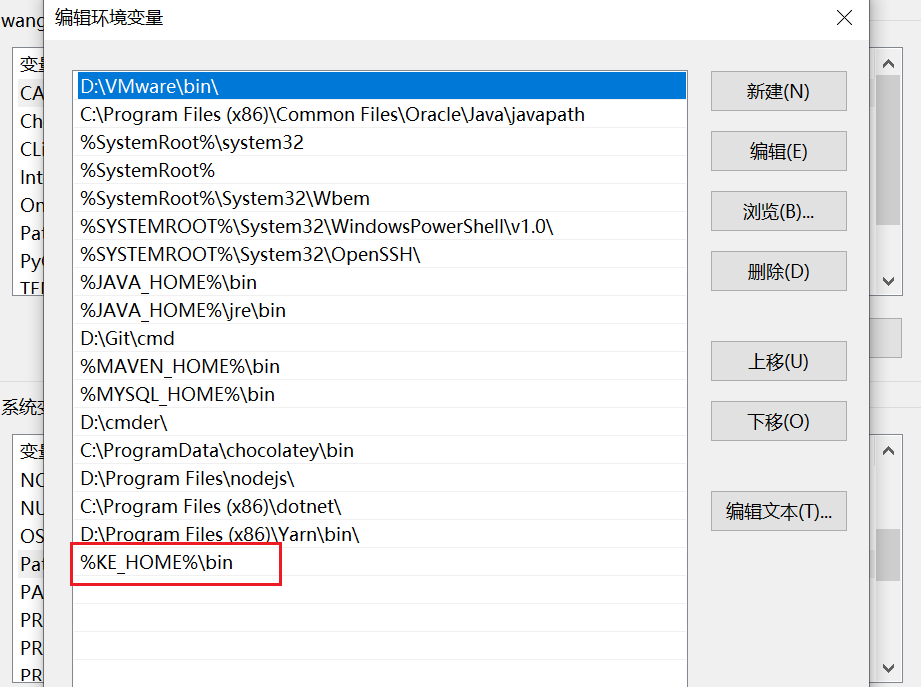 wang
编辑环境变量
变量
CA
Ch
CLi
Int
On
Pat
PyC
TEM
D:\VMware\bin\
C:\Program Files (x86)\Common Files\Oracle\Java\javapath
%SystemRoot%\system32
%SystemRoot%
%SystemRoot%\System32\Wbem
%SYSTEMROOT%\System32\WindowsPowerShell\v1.0\
%SYSTEMROOT%\System32\OpenSSH\
%JAVA_HOME%\bin
%JAVA_HOME%\jre\bin
D:\Git\cmd
%MAVEN_HOME%\bin
%MYSQL_HOME%\bin
D:\cmder\
C:\ProgramData\chocolatey\bin
D:\Program Files\nodejs\
C:\Program Files (x86)\dotnet\
D:\Program Files (x86)\Yarn\bin\
%KE_HOME%\bin
新建(N)
编辑(E)
浏览(B)...
删除(D)
上移(U)
下移(O)
编辑文本(T)...
系统变
变量
NO
NU
OS
Pat
PA
PR
PR
PR